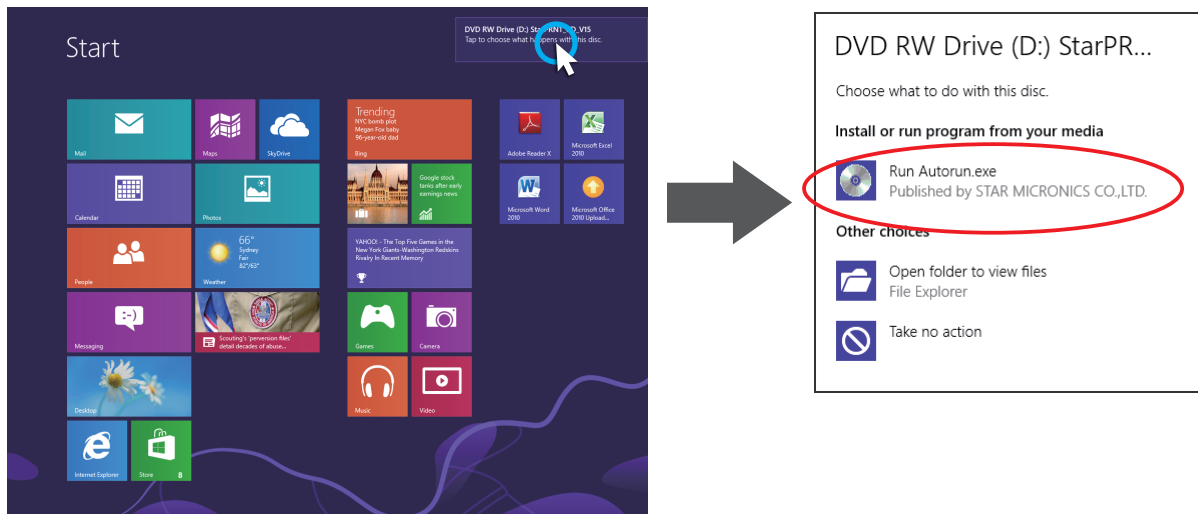 Start
DVD RW Drive (D:) StarPRNT_CD_V15
Tap to choose what happens with this disc.
Mail
Maps
SkyDrive
Trending
NYC bomb plot
Megan Fox baby
96-year-old dad
Bing
Adobe Reader X
Microsoft Excel
2010
Calendar
Photos
Google stock
tanks after early
earnings news
Microsoft Word
2010
Microsoft Office
2010 Upload...
People
66°
Sydney
Fair
82°/63°
Weather
YAHOO! - The Top Five Games in the
New York Giants-Washington Redskins
Rivalry In Recent Memory
:-)
Messaging
Scouting's 'perversion files'
detail decades of abuse...
Games
Camera
Desktop
Music
Video
Internet Explorer
Store
8
DVD RW Drive (D:) StarPR...
Choose what to do with this disc.
Install or run program from your media
Run Autorun.exe
Published by STAR MICRONICS CO.,LTD.
Other choices
Open folder to view files
File Explorer
Take no action